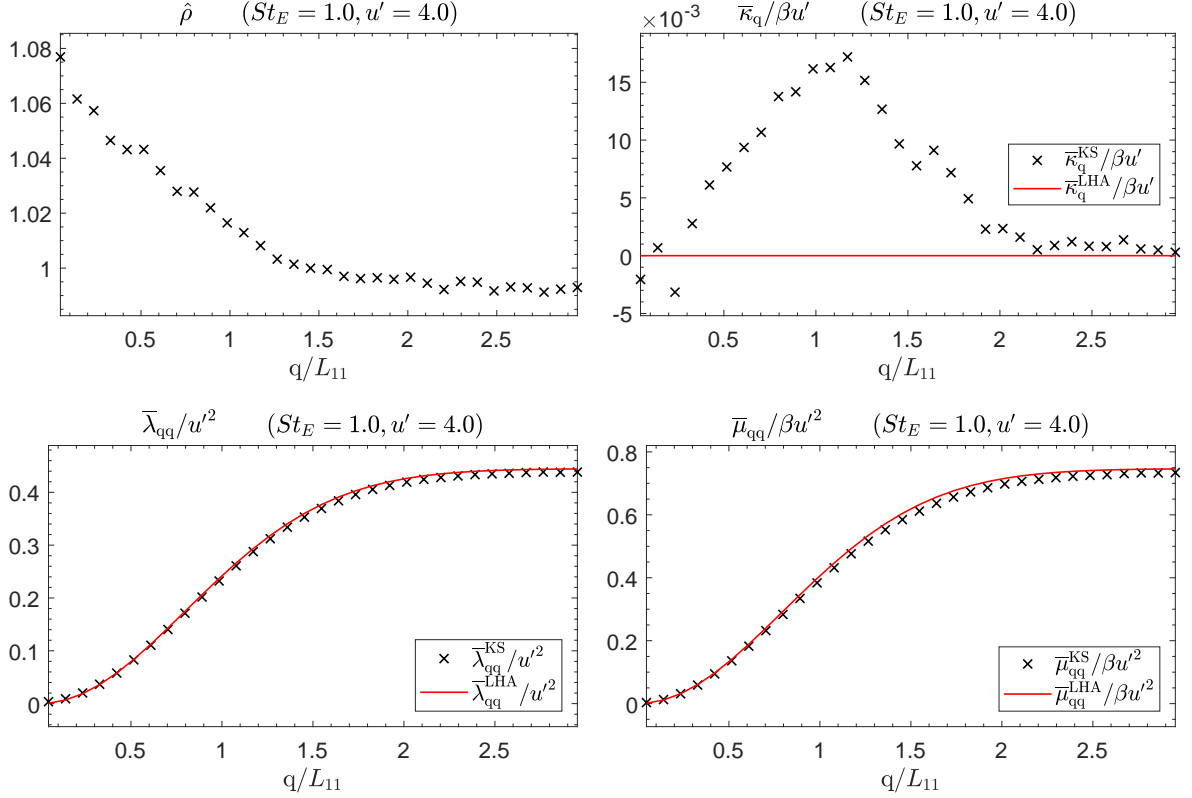 ρ̂ (St_E = 1.0, u′ = 4.0)
1.08
1.06
1.04
1.02
1
0.5 1 1.5 2 2.5
q/L₁₁
κ̅_q/βu′ (St_E = 1.0, u′ = 4.0)
×10⁻³
15
10
5
0
-5
κ̅_q^KS/βu′
κ̅_q^LHA/βu′
0.5 1 1.5 2 2.5
q/L₁₁
λ̅_qq/u′² (St_E = 1.0, u′ = 4.0)
0.4
0.3
0.2
0.1
0
λ̅_qq^KS/u′²
λ̅_qq^LHA/u′²
0.5 1 1.5 2 2.5
q/L₁₁
μ̅_qq/βu′² (St_E = 1.0, u′ = 4.0)
0.8
0.6
0.4
0.2
0
μ̅_qq^KS/βu′²
μ̅_qq^LHA/βu′²
0.5 1 1.5 2 2.5
q/L₁₁